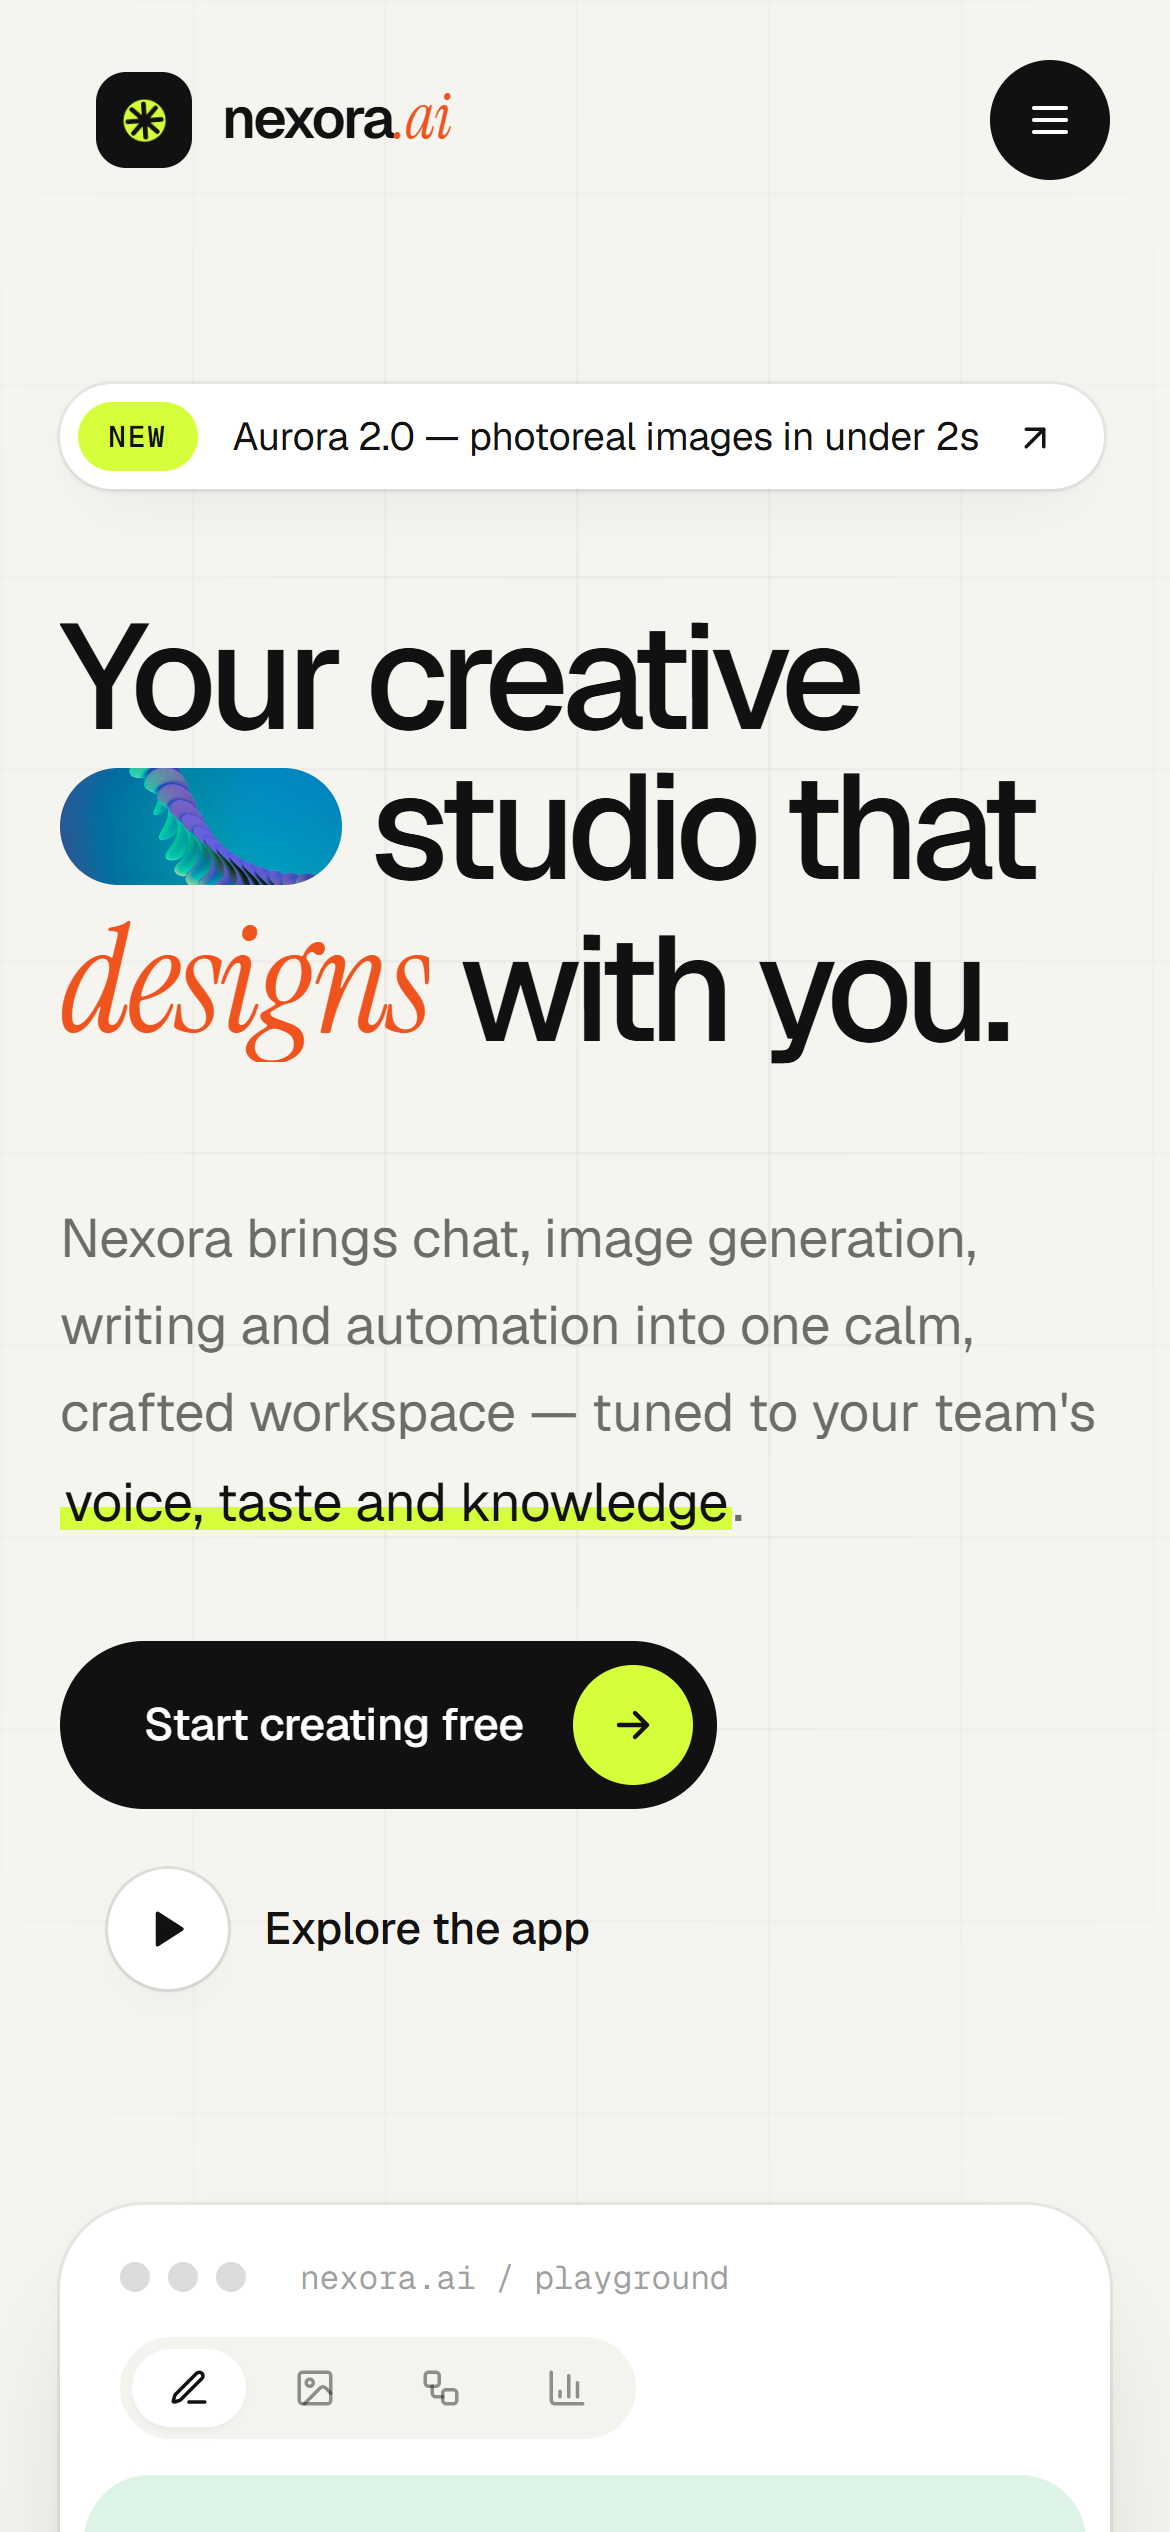 nexora.ai
NEW Aurora 2.0 — photoreal images in under 2s
Your creative
studio that
designs with you.
Nexora brings chat, image generation,
writing and automation into one calm,
crafted workspace — tuned to your team's
voice, taste and knowledge.
Start creating free
Explore the app
nexora.ai / playground